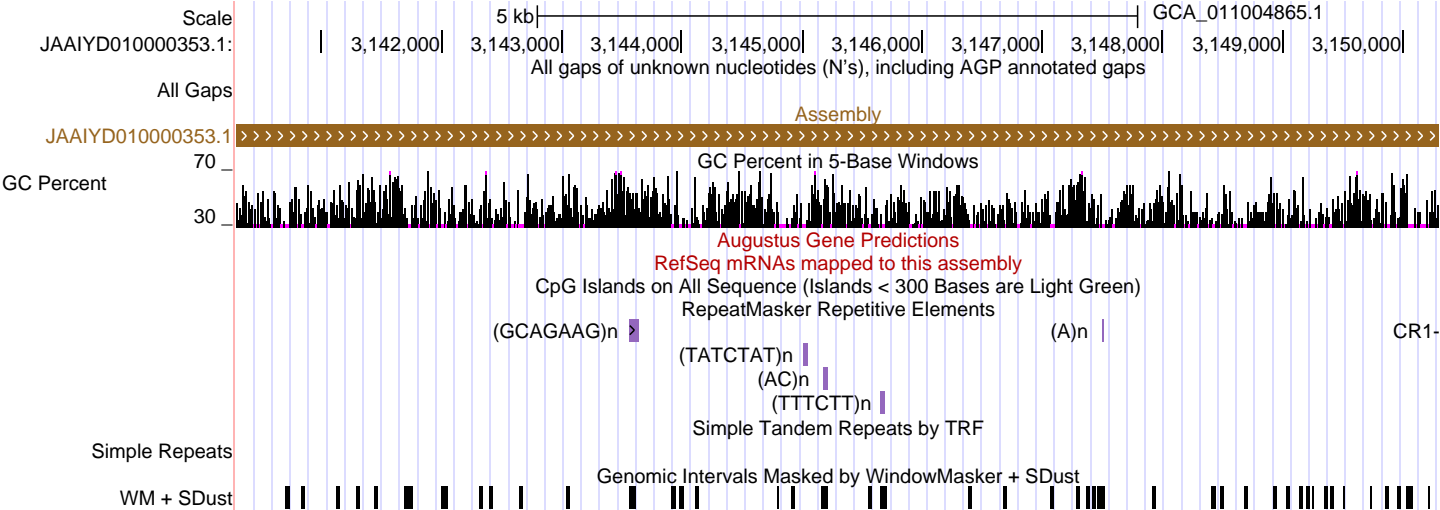 Scale 5 kb GCA_011004865.1
JAAIYD010000353.1: 3,142,000 3,143,000 3,144,000 3,145,000 3,146,000 3,147,000 3,148,000 3,149,000 3,150,000
All gaps of unknown nucleotides (N's), including AGP annotated gaps
All Gaps
Assembly
JAAIYD010000353.1
70 GC Percent in 5-Base Windows
GC Percent
30
Augustus Gene Predictions
RefSeq mRNAs mapped to this assembly
CpG Islands on All Sequence (Islands < 300 Bases are Light Green)
RepeatMasker Repetitive Elements
(GCAGAAG)n (A)n CR1-
(TATCTAT)n
(AC)n
(TTTCTT)n
Simple Tandem Repeats by TRF
Simple Repeats
Genomic Intervals Masked by WindowMasker + SDust
WM + SDust